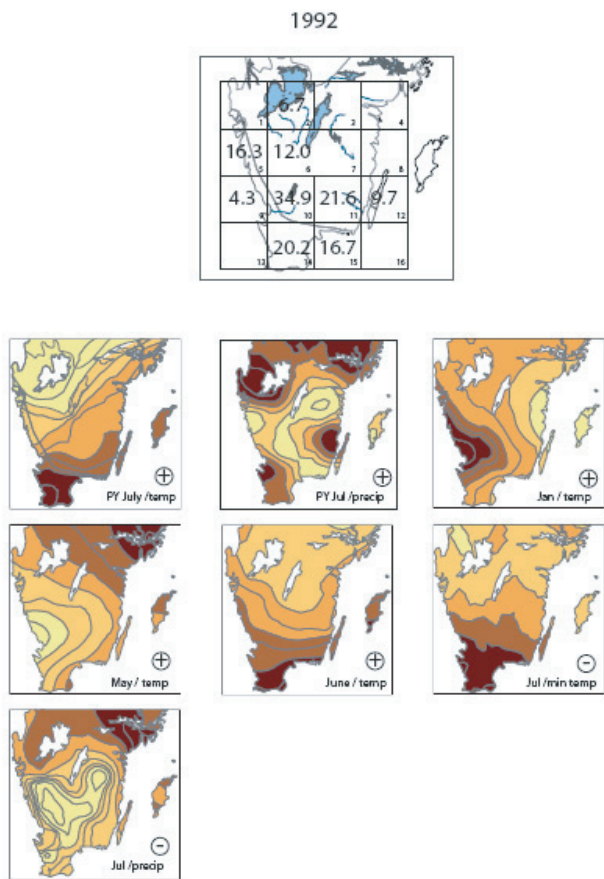 1992
6.7
1 2 3 4
16.3 12.0
5 6 7 8
4.3 34.9 21.6 9.7
9 10 11 12
20.2 16.7
13 14 15 16
+ + +
PY July /temp PY Jul /precip Jan / temp
+ + −
May / temp June / temp Jul /min temp
−
Jul /precip